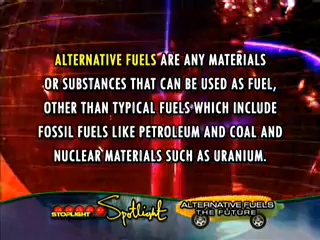 ALTERNATIVE FUELS ARE ANY MATERIALS
OR SUBSTANCES THAT CAN BE USED AS FUEL,
OTHER THAN TYPICAL FUELS WHICH INCLUDE
FOSSIL FUELS LIKE PETROLEUM AND COAL AND
NUCLEAR MATERIALS SUCH AS URANIUM.
STOPLIGHT Spotlight ALTERNATIVE FUELS
THE FUTURE